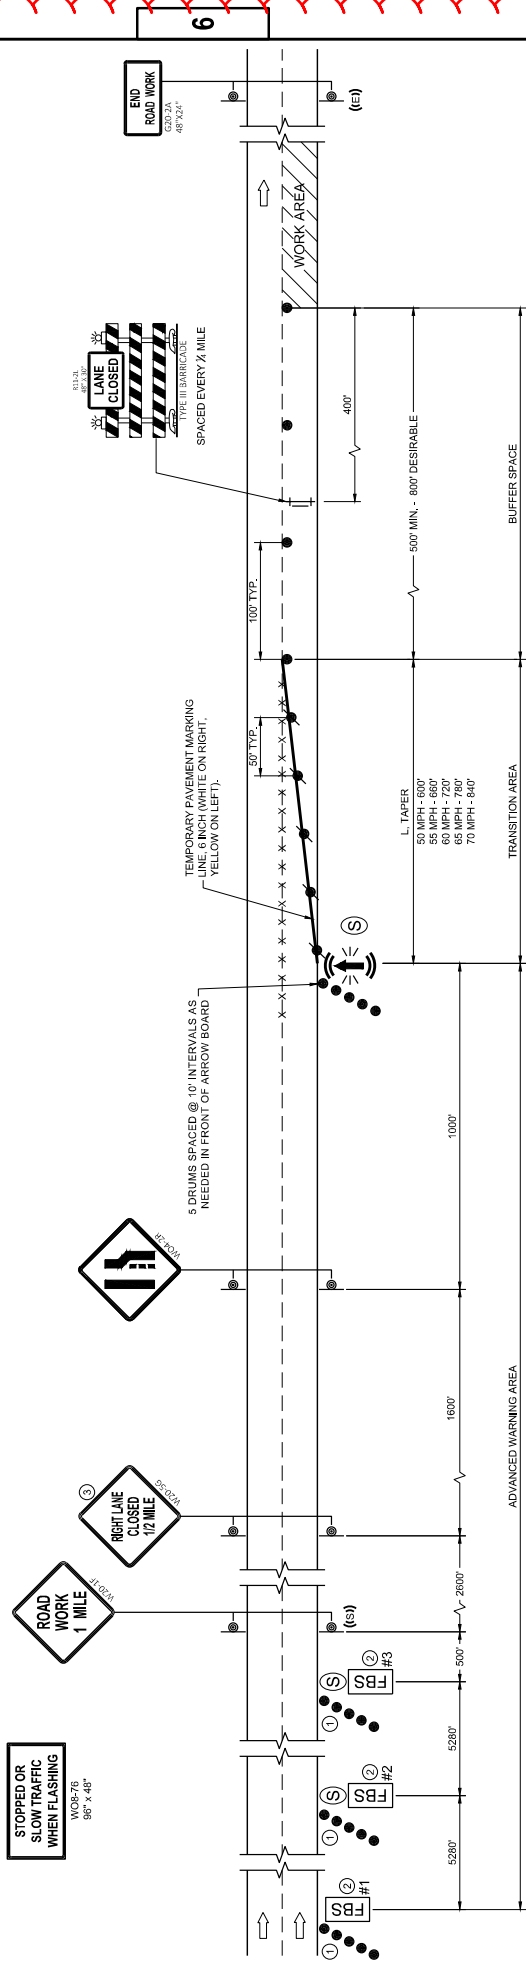 6
END
ROAD WORK
G20-2A
48"X24"
((E))
WORK AREA
R11-2L
48" X 30"
LANE
CLOSED
TYPE III BARRICADE
SPACED EVERY ¼ MILE
400'
500' MIN. - 800' DESIRABLE
BUFFER SPACE
100' TYP.
50' TYP.
TEMPORARY PAVEMENT MARKING
LINE, 6 INCH (WHITE ON RIGHT,
YELLOW ON LEFT).
L, TAPER
50 MPH - 600'
55 MPH - 660'
60 MPH - 720'
65 MPH - 780'
70 MPH - 840'
TRANSITION AREA
S
5 DRUMS SPACED @ 10' INTERVALS AS
NEEDED IN FRONT OF ARROW BOARD
1000'
WO4-2R
1600'
ADVANCED WARNING AREA
3
RIGHT LANE
CLOSED
1/2 MILE
W20-5G
2600'
ROAD
WORK
1 MILE
W20-1F
((S))
500'
STOPPED OR
SLOW TRAFFIC
WHEN FLASHING
WO8-76
96" x 48"
1
S
FBS
2
#3
5280'
1
S
FBS
2
#2
5280'
1
FBS
2
#1